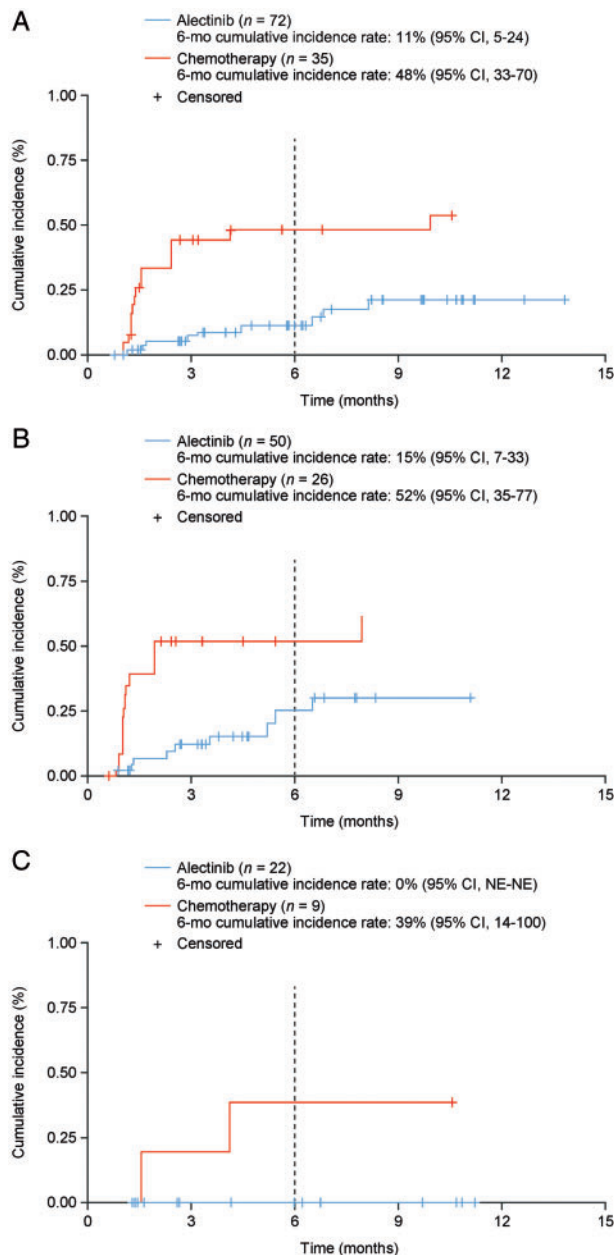 A
Alectinib (n = 72)
6-mo cumulative incidence rate: 11% (95% CI, 5-24)
Chemotherapy (n = 35)
6-mo cumulative incidence rate: 48% (95% CI, 33-70)
+ Censored
1.00
0.75
0.50
0.25
0.00
Cumulative incidence (%)
0 3 6 9 12 15
Time (months)
B
Alectinib (n = 50)
6-mo cumulative incidence rate: 15% (95% CI, 7-33)
Chemotherapy (n = 26)
6-mo cumulative incidence rate: 52% (95% CI, 35-77)
+ Censored
1.00
0.75
0.50
0.25
0.00
Cumulative incidence (%)
0 3 6 9 12 15
Time (months)
C
Alectinib (n = 22)
6-mo cumulative incidence rate: 0% (95% CI, NE-NE)
Chemotherapy (n = 9)
6-mo cumulative incidence rate: 39% (95% CI, 14-100)
+ Censored
1.00
0.75
0.50
0.25
0.00
Cumulative incidence (%)
0 3 6 9 12 15
Time (months)